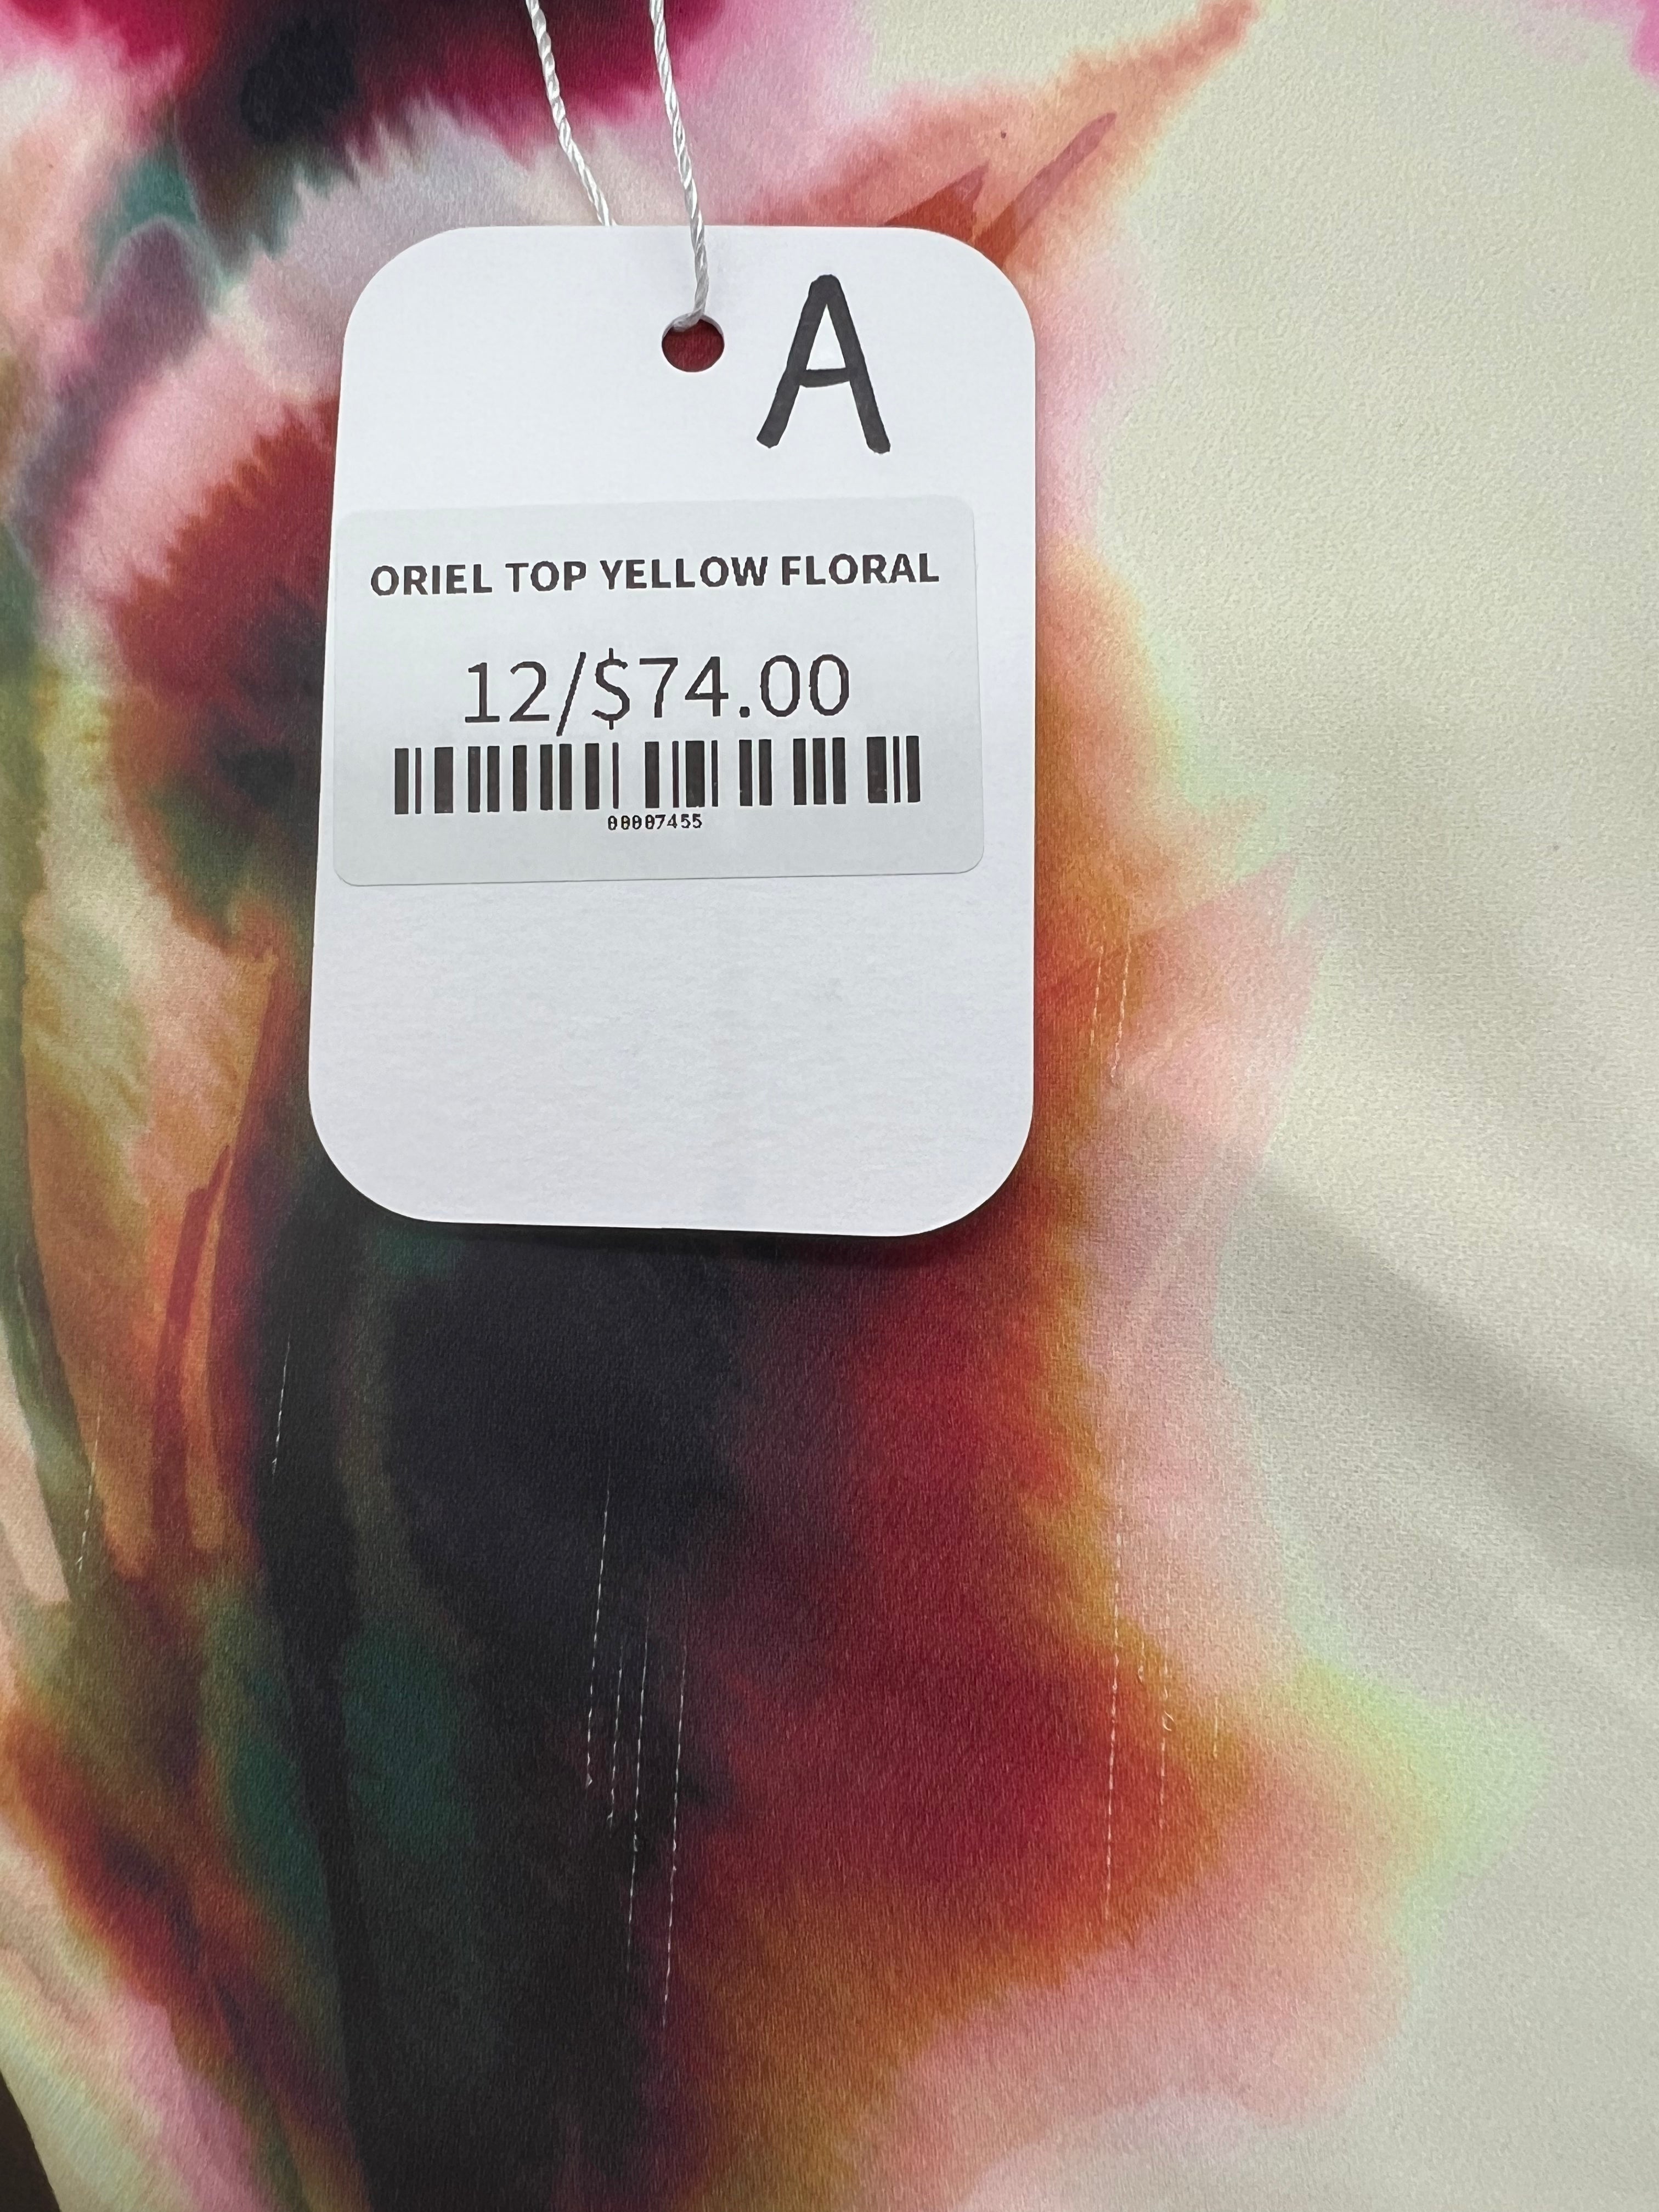 A
ORIEL TOP YELLOW FLORAL
12/$74.00
00007455